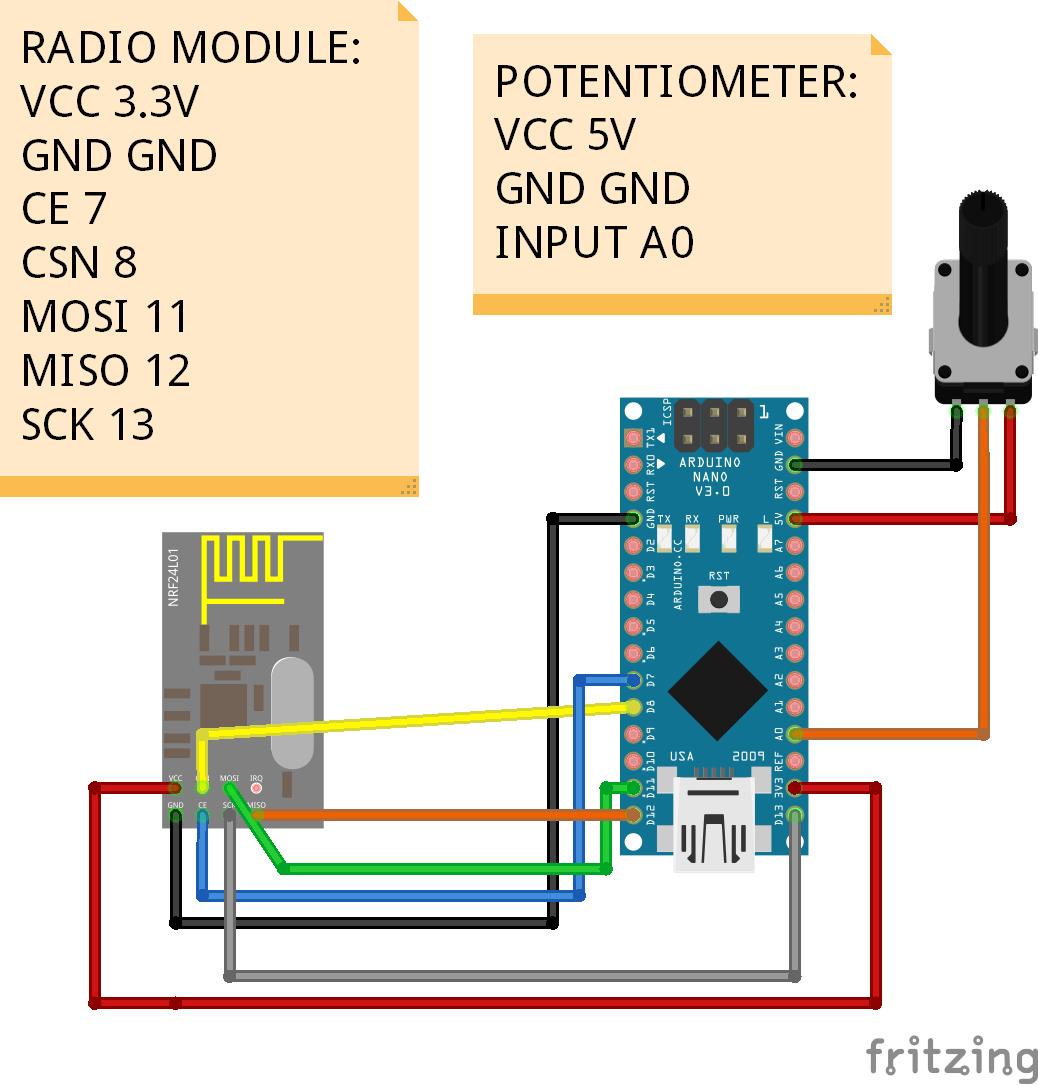 RADIO MODULE:
VCC 3.3V
GND GND
CE 7
CSN 8
MOSI 11
MISO 12
SCK 13
POTENTIOMETER:
VCC 5V
GND GND
INPUT A0
NRF24L01
VCC
MOSI
IRQ
GND
CE
MISO
ICSP
1
ARDUINO
NANO
V3.0
TX1
RX0
RST
GND
D2
D3
D4
D5
D6
D7
D8
D9
D10
D11
D12
VIN
GND
RST
5V
A7
A6
A5
A4
A3
A2
A1
A0
REF
3V3
D13
TX RX PWR L
ARDUINO.CC
RST
USA 2009
fritzing